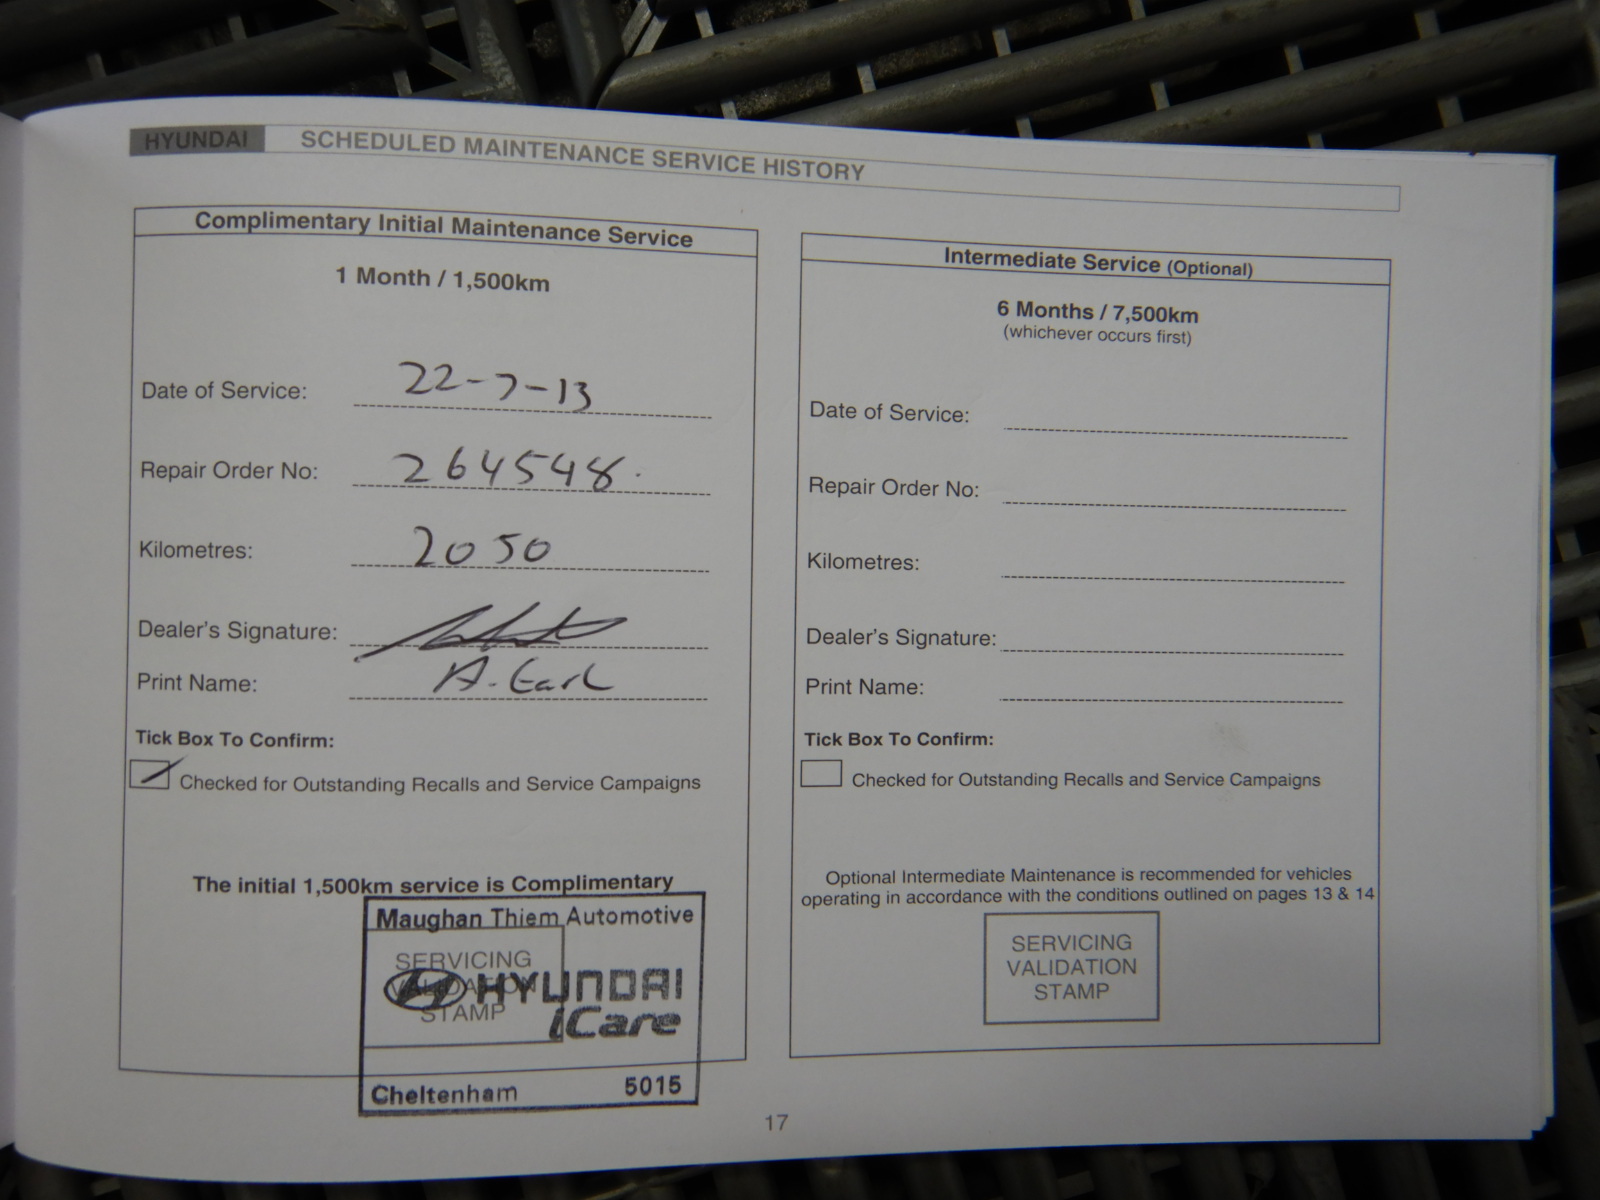 HYUNDAI SCHEDULED MAINTENANCE SERVICE HISTORY
Complimentary Initial Maintenance Service
1 Month / 1,500km
Date of Service: 22-7-13
Repair Order No: 264548.
Kilometres: 2050
Dealer's Signature:
Print Name: A. Earl
Tick Box To Confirm:
Checked for Outstanding Recalls and Service Campaigns
The initial 1,500km service is Complimentary
Maughan Thiem Automotive
SERVICING
VALIDATION
STAMP
HYUNDAI
iCare
Cheltenham 5015
Intermediate Service (Optional)
6 Months / 7,500km
(whichever occurs first)
Date of Service:
Repair Order No:
Kilometres:
Dealer's Signature:
Print Name:
Tick Box To Confirm:
Checked for Outstanding Recalls and Service Campaigns
Optional Intermediate Maintenance is recommended for vehicles
operating in accordance with the conditions outlined on pages 13 & 14
SERVICING
VALIDATION
STAMP
17